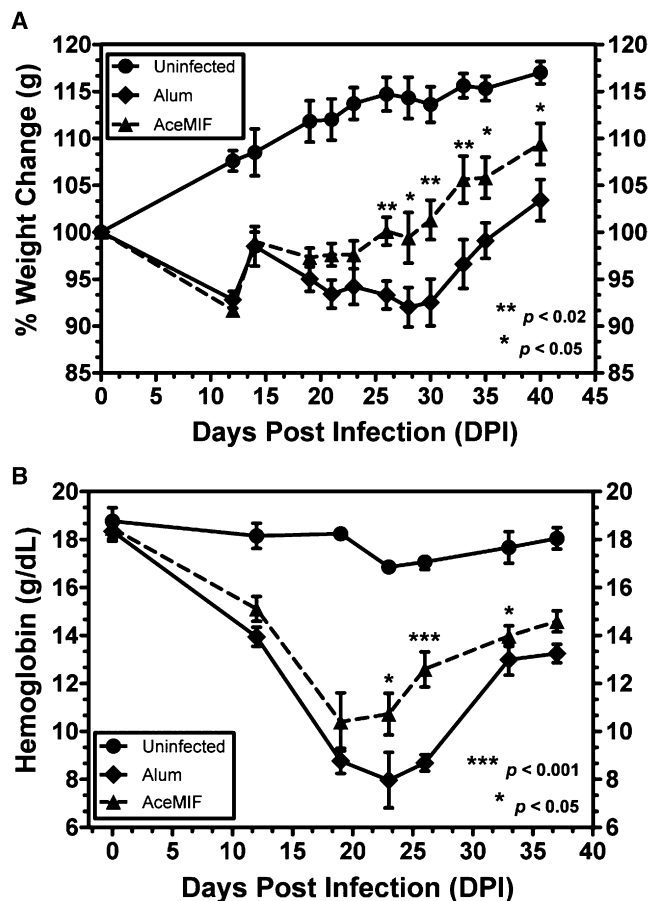 A
120 120
Uninfected
Alum
AceMIF
115 115
110 110
105 105
100 100
95 95
90 90
85 85
% Weight Change (g)
** * ** ** * *
** p < 0.02
* p < 0.05
0 5 10 15 20 25 30 35 40 45
Days Post Infection (DPI)
B
20 20
18 18
16 16
14 14
12 12
10 10
8 8
6 6
Hemoglobin (g/dL)
* *** *
Uninfected
Alum
AceMIF
*** p < 0.001
* p < 0.05
0 5 10 15 20 25 30 35 40
Days Post Infection (DPI)